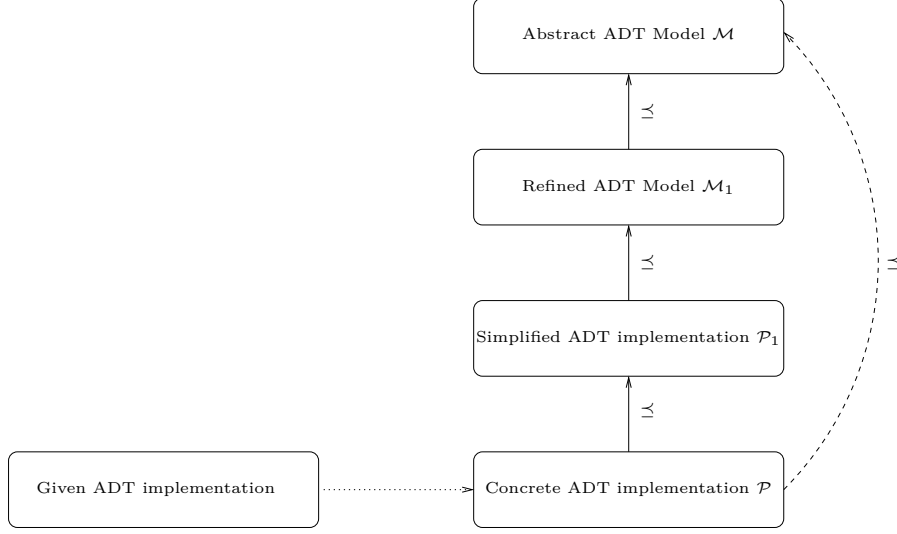 Abstract ADT Model ℳ
⪯
Refined ADT Model ℳ₁
⪯
⪯
Simplified ADT implementation 𝒫₁
⪯
Given ADT implementation
Concrete ADT implementation 𝒫